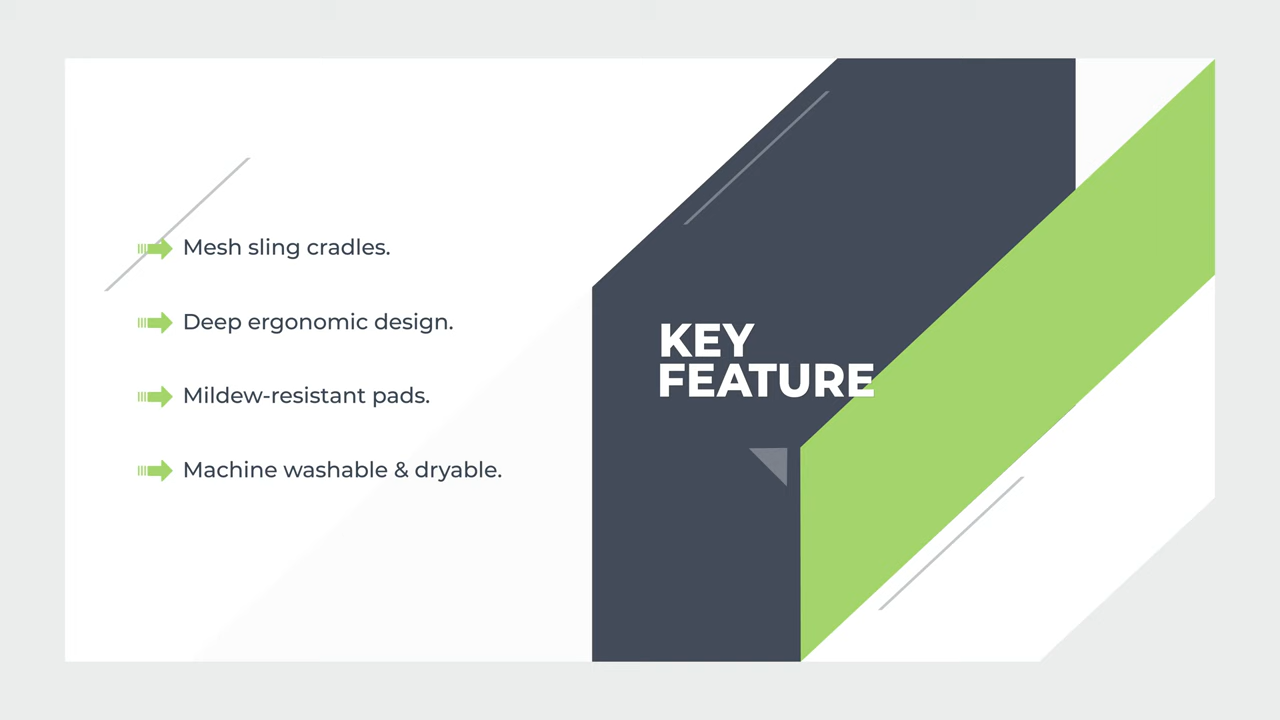 Mesh sling cradles.
Deep ergonomic design.
Mildew-resistant pads.
Machine washable & dryable.
KEY
FEATURE